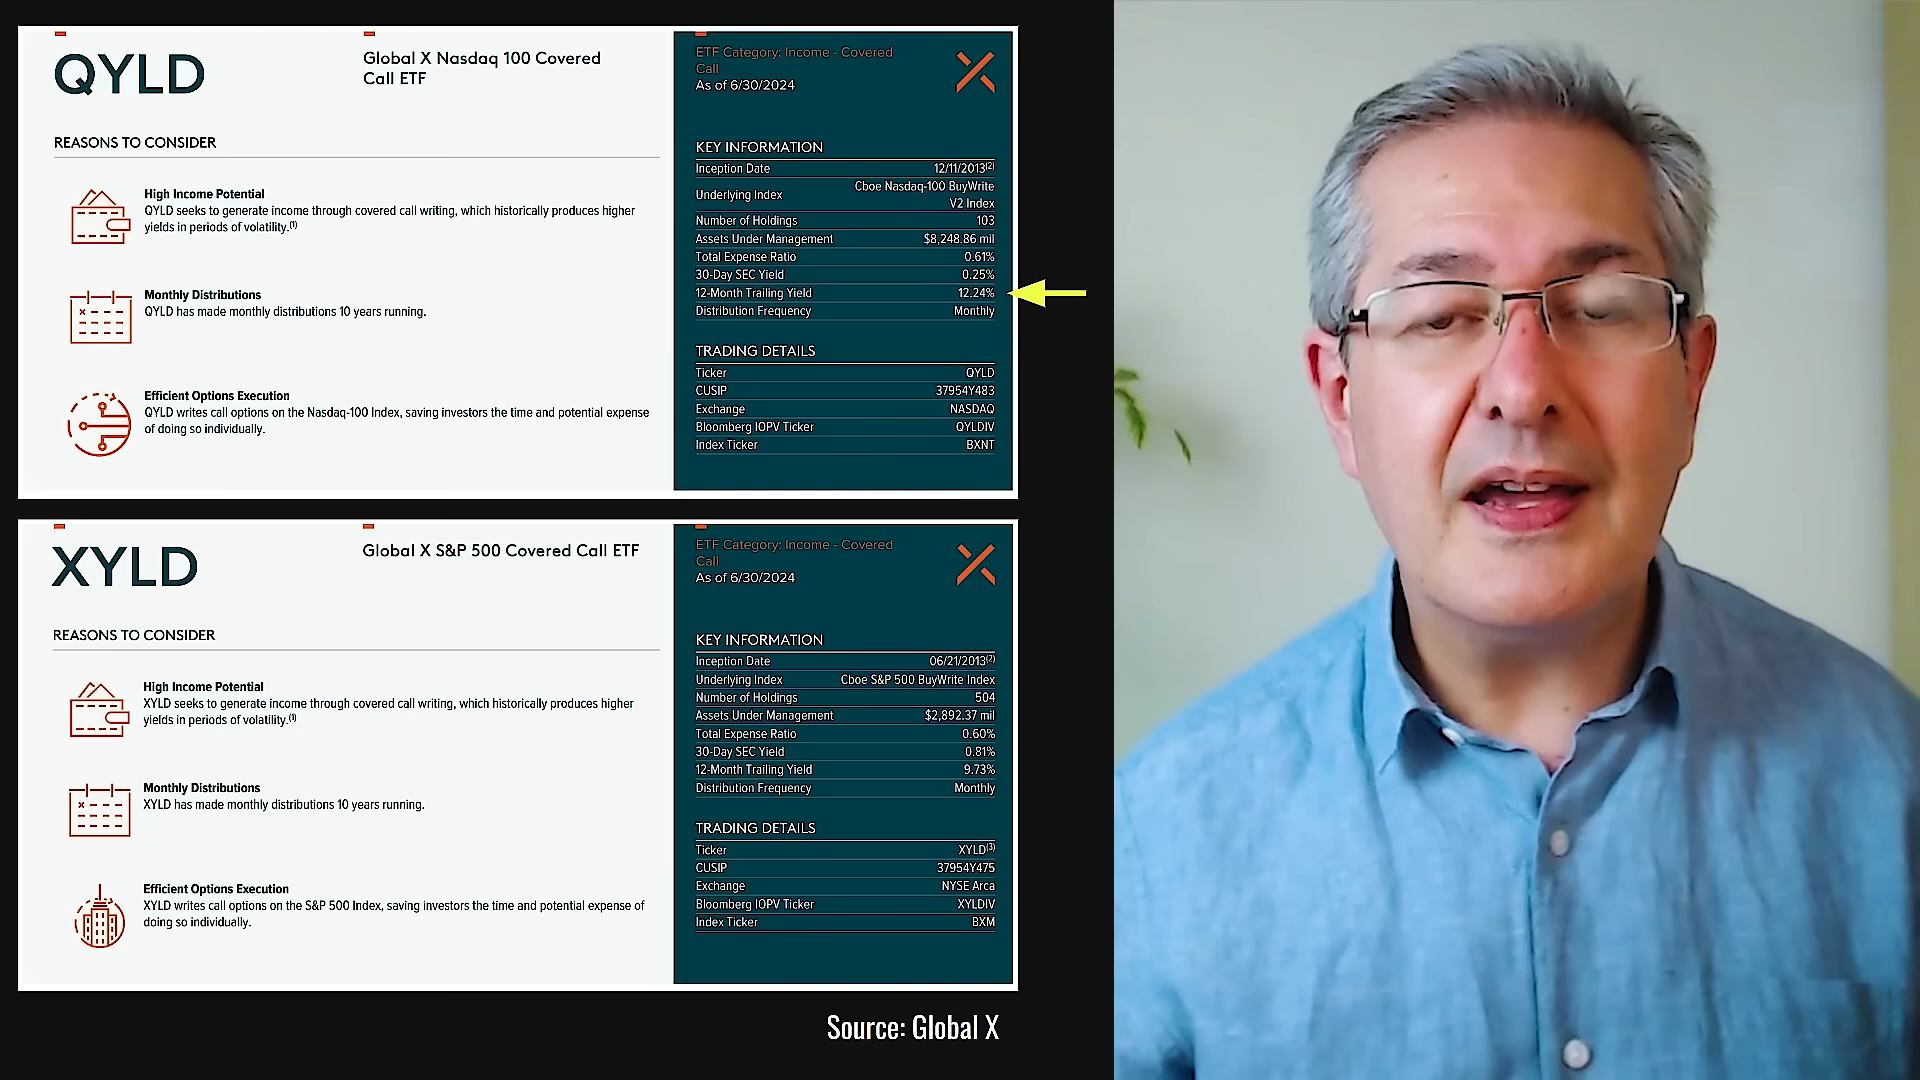 QYLD
Global X Nasdaq 100 Covered
Call ETF
REASONS TO CONSIDER
High Income Potential
QYLD seeks to generate income through covered call writing, which historically produces higher
yields in periods of volatility.(1)
Monthly Distributions
QYLD has made monthly distributions 10 years running.
Efficient Options Execution
QYLD writes call options on the Nasdaq-100 Index, saving investors the time and potential expense
of doing so individually.
ETF Category: Income - Covered
Call
As of 6/30/2024
KEY INFORMATION
Inception Date 12/11/2013(2)
Underlying Index Cboe Nasdaq-100 BuyWrite
V2 Index
Number of Holdings 103
Assets Under Management $8,248.86 mil
Total Expense Ratio 0.61%
30-Day SEC Yield 0.25%
12-Month Trailing Yield 12.24%
Distribution Frequency Monthly
TRADING DETAILS
Ticker QYLD
CUSIP 37954Y483
Exchange NASDAQ
Bloomberg IOPV Ticker QYLDIV
Index Ticker BXNT
XYLD
Global X S&P 500 Covered Call ETF
REASONS TO CONSIDER
High Income Potential
XYLD seeks to generate income through covered call writing, which historically produces higher
yields in periods of volatility.(1)
Monthly Distributions
XYLD has made monthly distributions 10 years running.
Efficient Options Execution
XYLD writes call options on the S&P 500 Index, saving investors the time and potential expense of
doing so individually.
ETF Category: Income - Covered
Call
As of 6/30/2024
KEY INFORMATION
Inception Date 06/21/2013(2)
Underlying Index Cboe S&P 500 BuyWrite Index
Number of Holdings 504
Assets Under Management $2,892.37 mil
Total Expense Ratio 0.60%
30-Day SEC Yield 0.81%
12-Month Trailing Yield 9.73%
Distribution Frequency Monthly
TRADING DETAILS
Ticker XYLD(3)
CUSIP 37954Y475
Exchange NYSE Arca
Bloomberg IOPV Ticker XYLDIV
Index Ticker BXM
Source: Global X